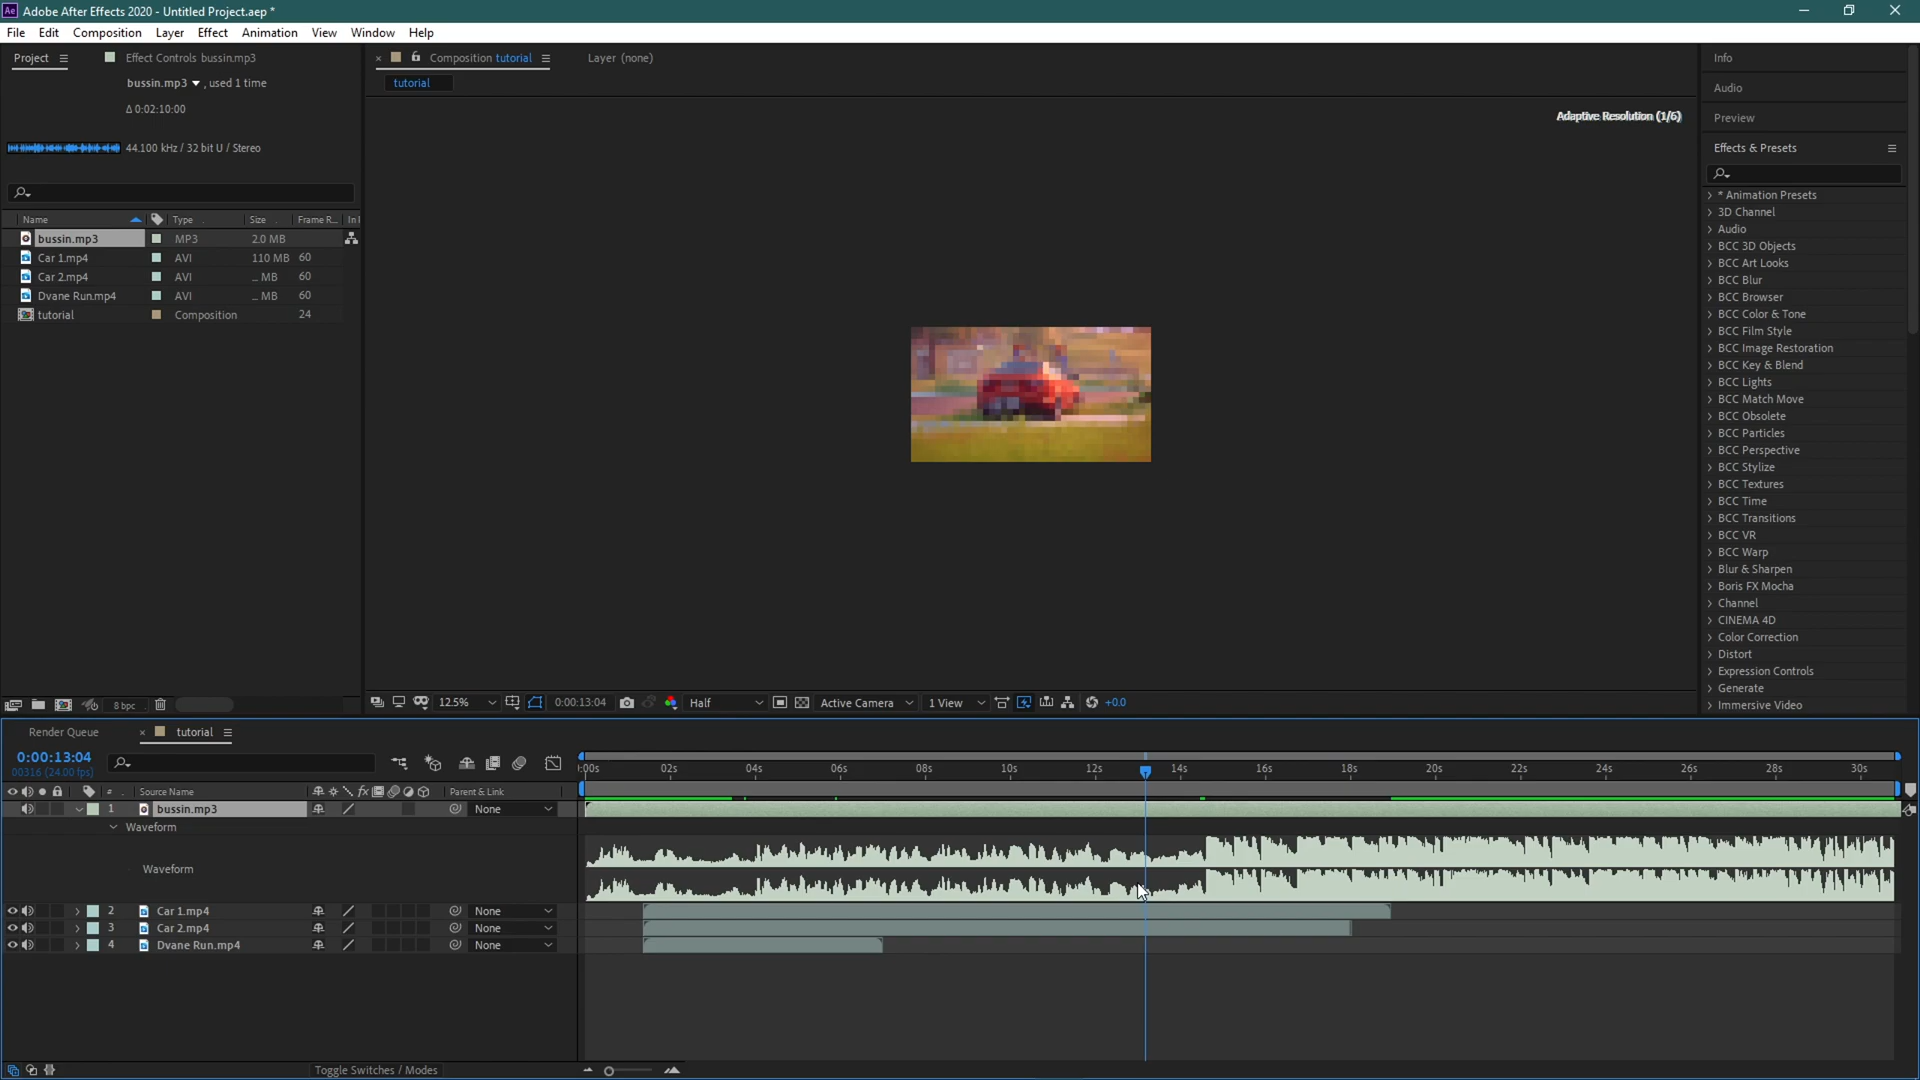 Ae Adobe After Effects 2020 - Untitled Project.aep *
File Edit Composition Layer Effect Animation View Window Help
Project Effect Controls bussin.mp3
bussin.mp3 , used 1 time
Δ 0:02:10:00
44.100 kHz / 32 bit U / Stereo
Name Type Size Frame R... In I
bussin.mp3 MP3 2.0 MB
Car 1.mp4 AVI 110 MB 60
Car 2.mp4 AVI ... MB 60
Dvane Run.mp4 AVI ... MB 60
tutorial Composition 24
8 bpc
Composition tutorial Layer (none)
tutorial
Adaptive Resolution (1/6)
12.5% 0:00:13:04 Half Active Camera 1 View +0.0
Info
Audio
Preview
Effects & Presets
* Animation Presets
3D Channel
Audio
BCC 3D Objects
BCC Art Looks
BCC Blur
BCC Browser
BCC Color & Tone
BCC Film Style
BCC Image Restoration
BCC Key & Blend
BCC Lights
BCC Match Move
BCC Obsolete
BCC Particles
BCC Perspective
BCC Stylize
BCC Textures
BCC Time
BCC Transitions
BCC VR
BCC Warp
Blur & Sharpen
Boris FX Mocha
Channel
CINEMA 4D
Color Correction
Distort
Expression Controls
Generate
Immersive Video
Render Queue tutorial
0:00:13:04
00316 (24.00 fps)
:00s 02s 04s 06s 08s 10s 12s 14s 16s 18s 20s 22s 24s 26s 28s 30s
# Source Name fx Parent & Link
1 bussin.mp3 None
Waveform
Waveform
2 Car 1.mp4 None
3 Car 2.mp4 None
4 Dvane Run.mp4 None
Toggle Switches / Modes